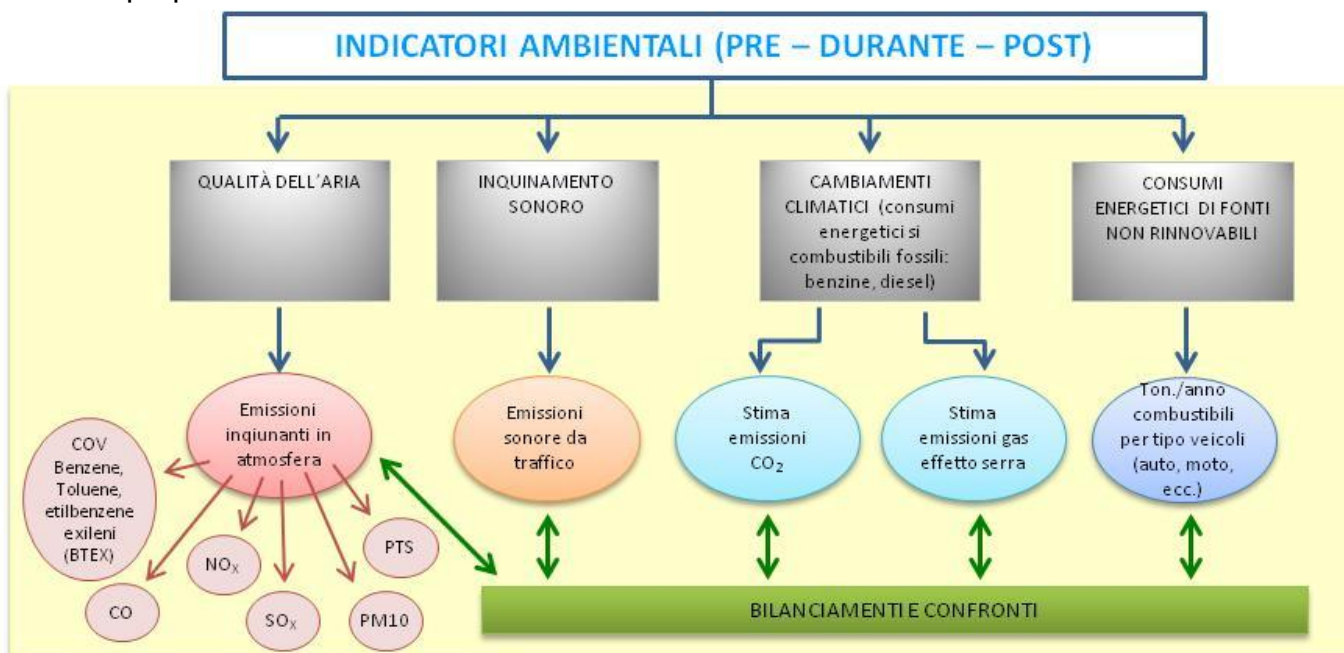 INDICATORI AMBIENTALI (PRE – DURANTE – POST)
QUALITÀ DELL'ARIA
INQUINAMENTO
SONORO
CAMBIAMENTI
CLIMATICI (consumi
energetici si
combustibili fossili:
benzine, diesel)
CONSUMI
ENERGETICI DI FONTI
NON RINNOVABILI
Emissioni
inqiunanti in
atmosfera
Emissioni
sonore da
traffico
Stima
emissioni
CO₂
Stima
emissioni gas
effetto serra
Ton./anno
combustibili
per tipo veicoli
(auto, moto,
ecc.)
COV
Benzene,
Toluene,
etilbenzene
exileni
(BTEX)
CO
NOX
SOX
PM10
PTS
BILANCIAMENTI E CONFRONTI